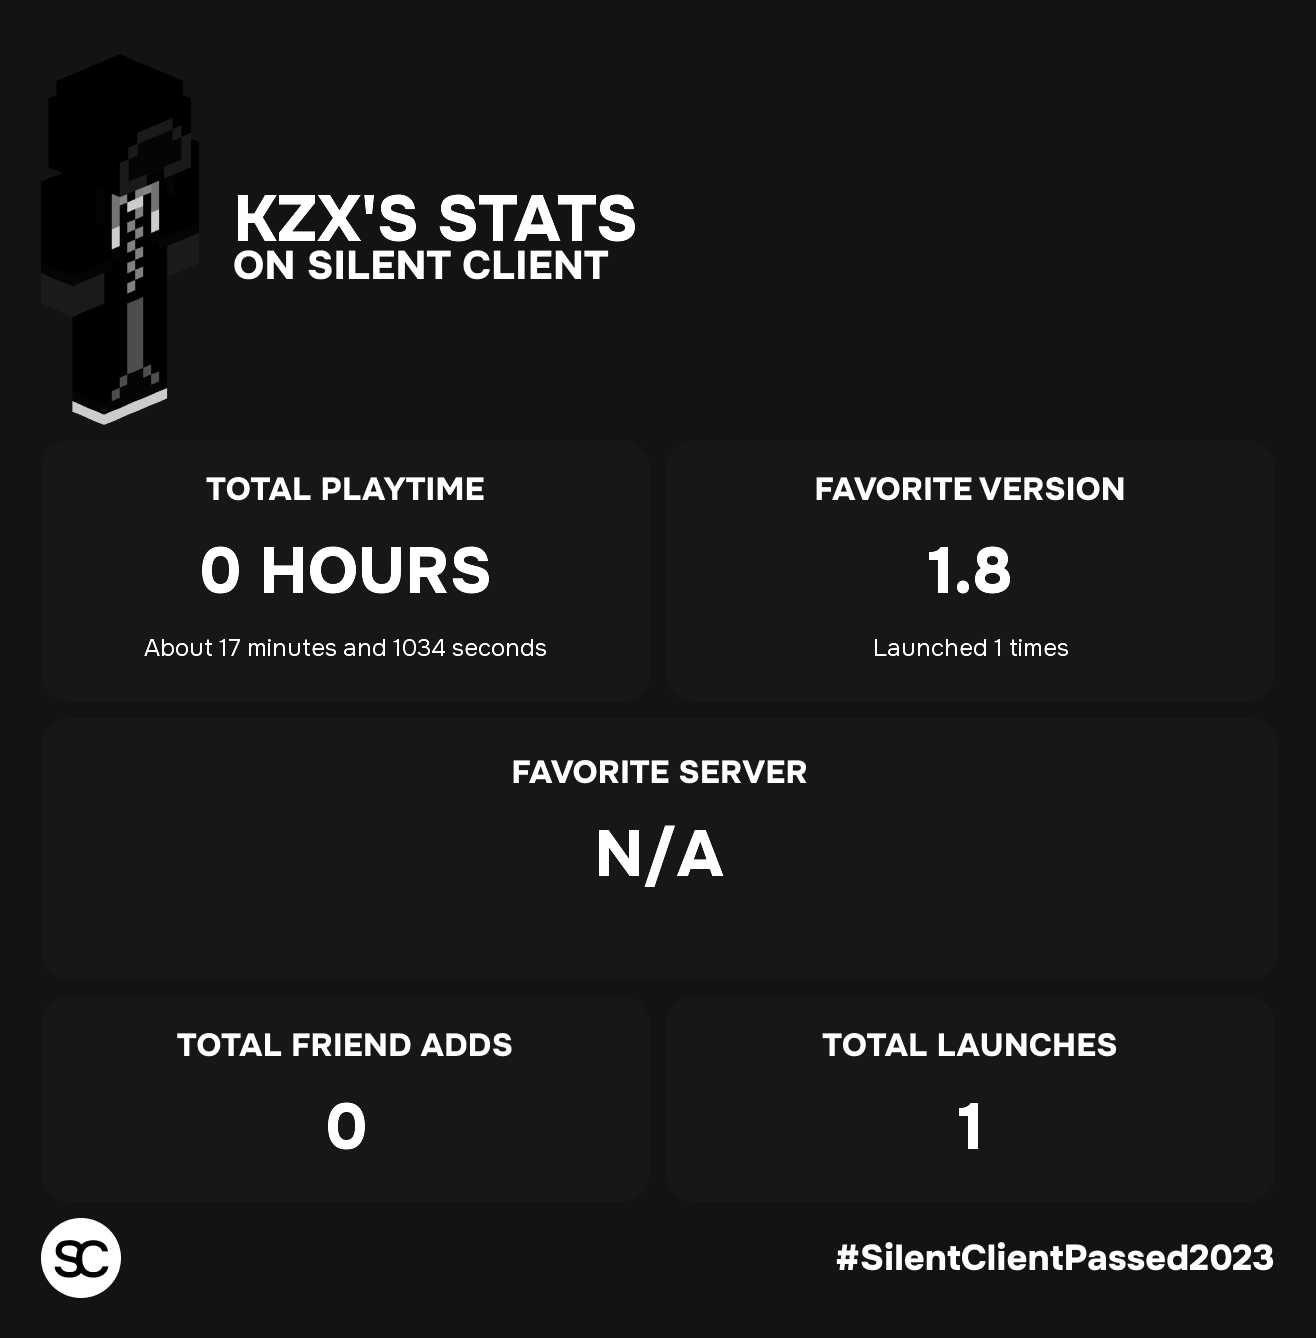 KZX'S STATS
ON SILENT CLIENT
TOTAL PLAYTIME
0 HOURS
About 17 minutes and 1034 seconds
FAVORITE VERSION
1.8
Launched 1 times
FAVORITE SERVER
N/A
TOTAL FRIEND ADDS
0
TOTAL LAUNCHES
1
SC
#SilentClientPassed2023